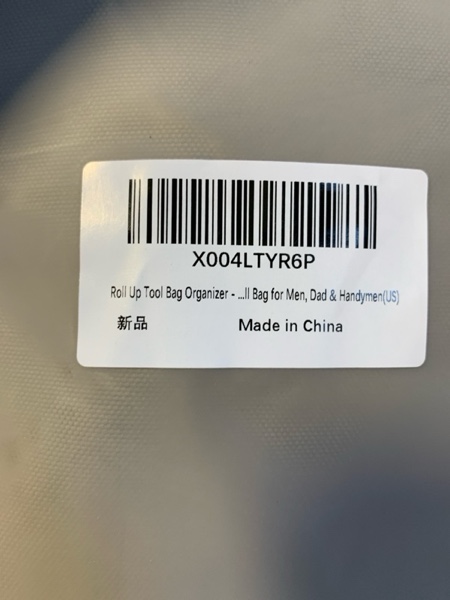 X004LTYR6P
Roll Up Tool Bag Organizer - ...ll Bag for Men, Dad & Handymen(US)
新品 Made in China